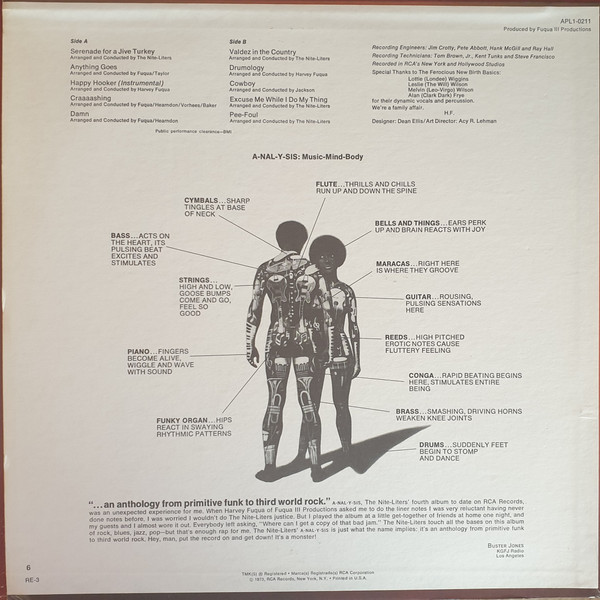 APL1-0211
Produced by Fuqua III Productions
Side A
Serenade for a Jive Turkey
Arranged and Conducted by The Nite-Liters
Anything Goes
Arranged and Conducted by Fuqua/Taylor
Happy Hooker (Instrumental)
Arranged and Conducted by Harvey Fuqua
Craaaashing
Arranged and Conducted by Fuqua/Hearndon/Vorhees/Baker
Damn
Arranged and Conducted by Fuqua/Hearndon
Side B
Valdez in the Country
Arranged and Conducted by The Nite-Liters
Drumology
Arranged and Conducted by Harvey Fuqua
Cowboy
Arranged and Conducted by Jackson
Excuse Me While I Do My Thing
Arranged and Conducted by The Nite-Liters
Pee-Foul
Arranged and Conducted by The Nite-Liters
Public performance clearance—BMI
Recording Engineers: Jim Crotty, Pete Abbott, Hank McGill and Ray Hall
Recording Technicians: Tom Brown, Jr., Kent Tunks and Steve Francisco
Recorded in RCA's New York and Hollywood Studios
Special Thanks to The Ferocious New Birth Basics:
Lottie (Londee) Wiggins
Leslie (The Will) Wilson
Melvin (Leo-Virgo) Wilson
Alan (Clark Dark) Frye
for their dynamic vocals and percussion.
We're a family affair.
H.F.
Designer: Dean Ellis/Art Director: Acy R. Lehman
A-NAL-Y-SIS: Music-Mind-Body
FLUTE...THRILLS AND CHILLS
RUN UP AND DOWN THE SPINE
CYMBALS...SHARP
TINGLES AT BASE
OF NECK
BELLS AND THINGS...EARS PERK
UP AND BRAIN REACTS WITH JOY
BASS...ACTS ON
THE HEART, ITS
PULSING BEAT
EXCITES AND
STIMULATES
MARACAS...RIGHT HERE
IS WHERE THEY GROOVE
STRINGS...
HIGH AND LOW,
GOOSE BUMPS
COME AND GO,
FEEL SO
GOOD
GUITAR...ROUSING,
PULSING SENSATIONS
HERE
REEDS...HIGH PITCHED
EROTIC NOTES CAUSE
FLUTTERY FEELING
PIANO...FINGERS
BECOME ALIVE,
WIGGLE AND WAVE
WITH SOUND
CONGA...RAPID BEATING BEGINS
HERE, STIMULATES ENTIRE
BEING
BRASS...SMASHING, DRIVING HORNS
WEAKEN KNEE JOINTS
FUNKY ORGAN...HIPS
REACT IN SWAYING
RHYTHMIC PATTERNS
DRUMS...SUDDENLY FEET
BEGIN TO STOMP
AND DANCE
"...an anthology from primitive funk to third world rock." A-NAL-Y-SIS, The Nite-Liters' fourth album to date on RCA Records,
was an unexpected experience for me. When Harvey Fuqua of Fuqua III Productions asked me to do the liner notes I was very reluctant having never
done notes before. I was worried I wouldn't do The Nite-Liters justice. But I played the album at a little get-together of friends at home one night, and
my guests and I almost wore it out. Everybody left asking, "Where can I get a copy of that bad jam." The Nite-Liters touch all the bases on this album
of rock, blues, jazz, pop—but that's enough rap for me. The Nite-Liters' A-NAL-Y-SIS is just what the name implies: it's an anthology from primitive funk
to third world rock. Hey, man, put the record on and get down! It's a monster!
BUSTER JONES
KGFJ Radio
Los Angeles
6
RE-3
TMK(S) ® Registered • Marca(s) Registrada(s) RCA Corporation
© 1973, RCA Records, New York, N.Y. • Printed in U.S.A.